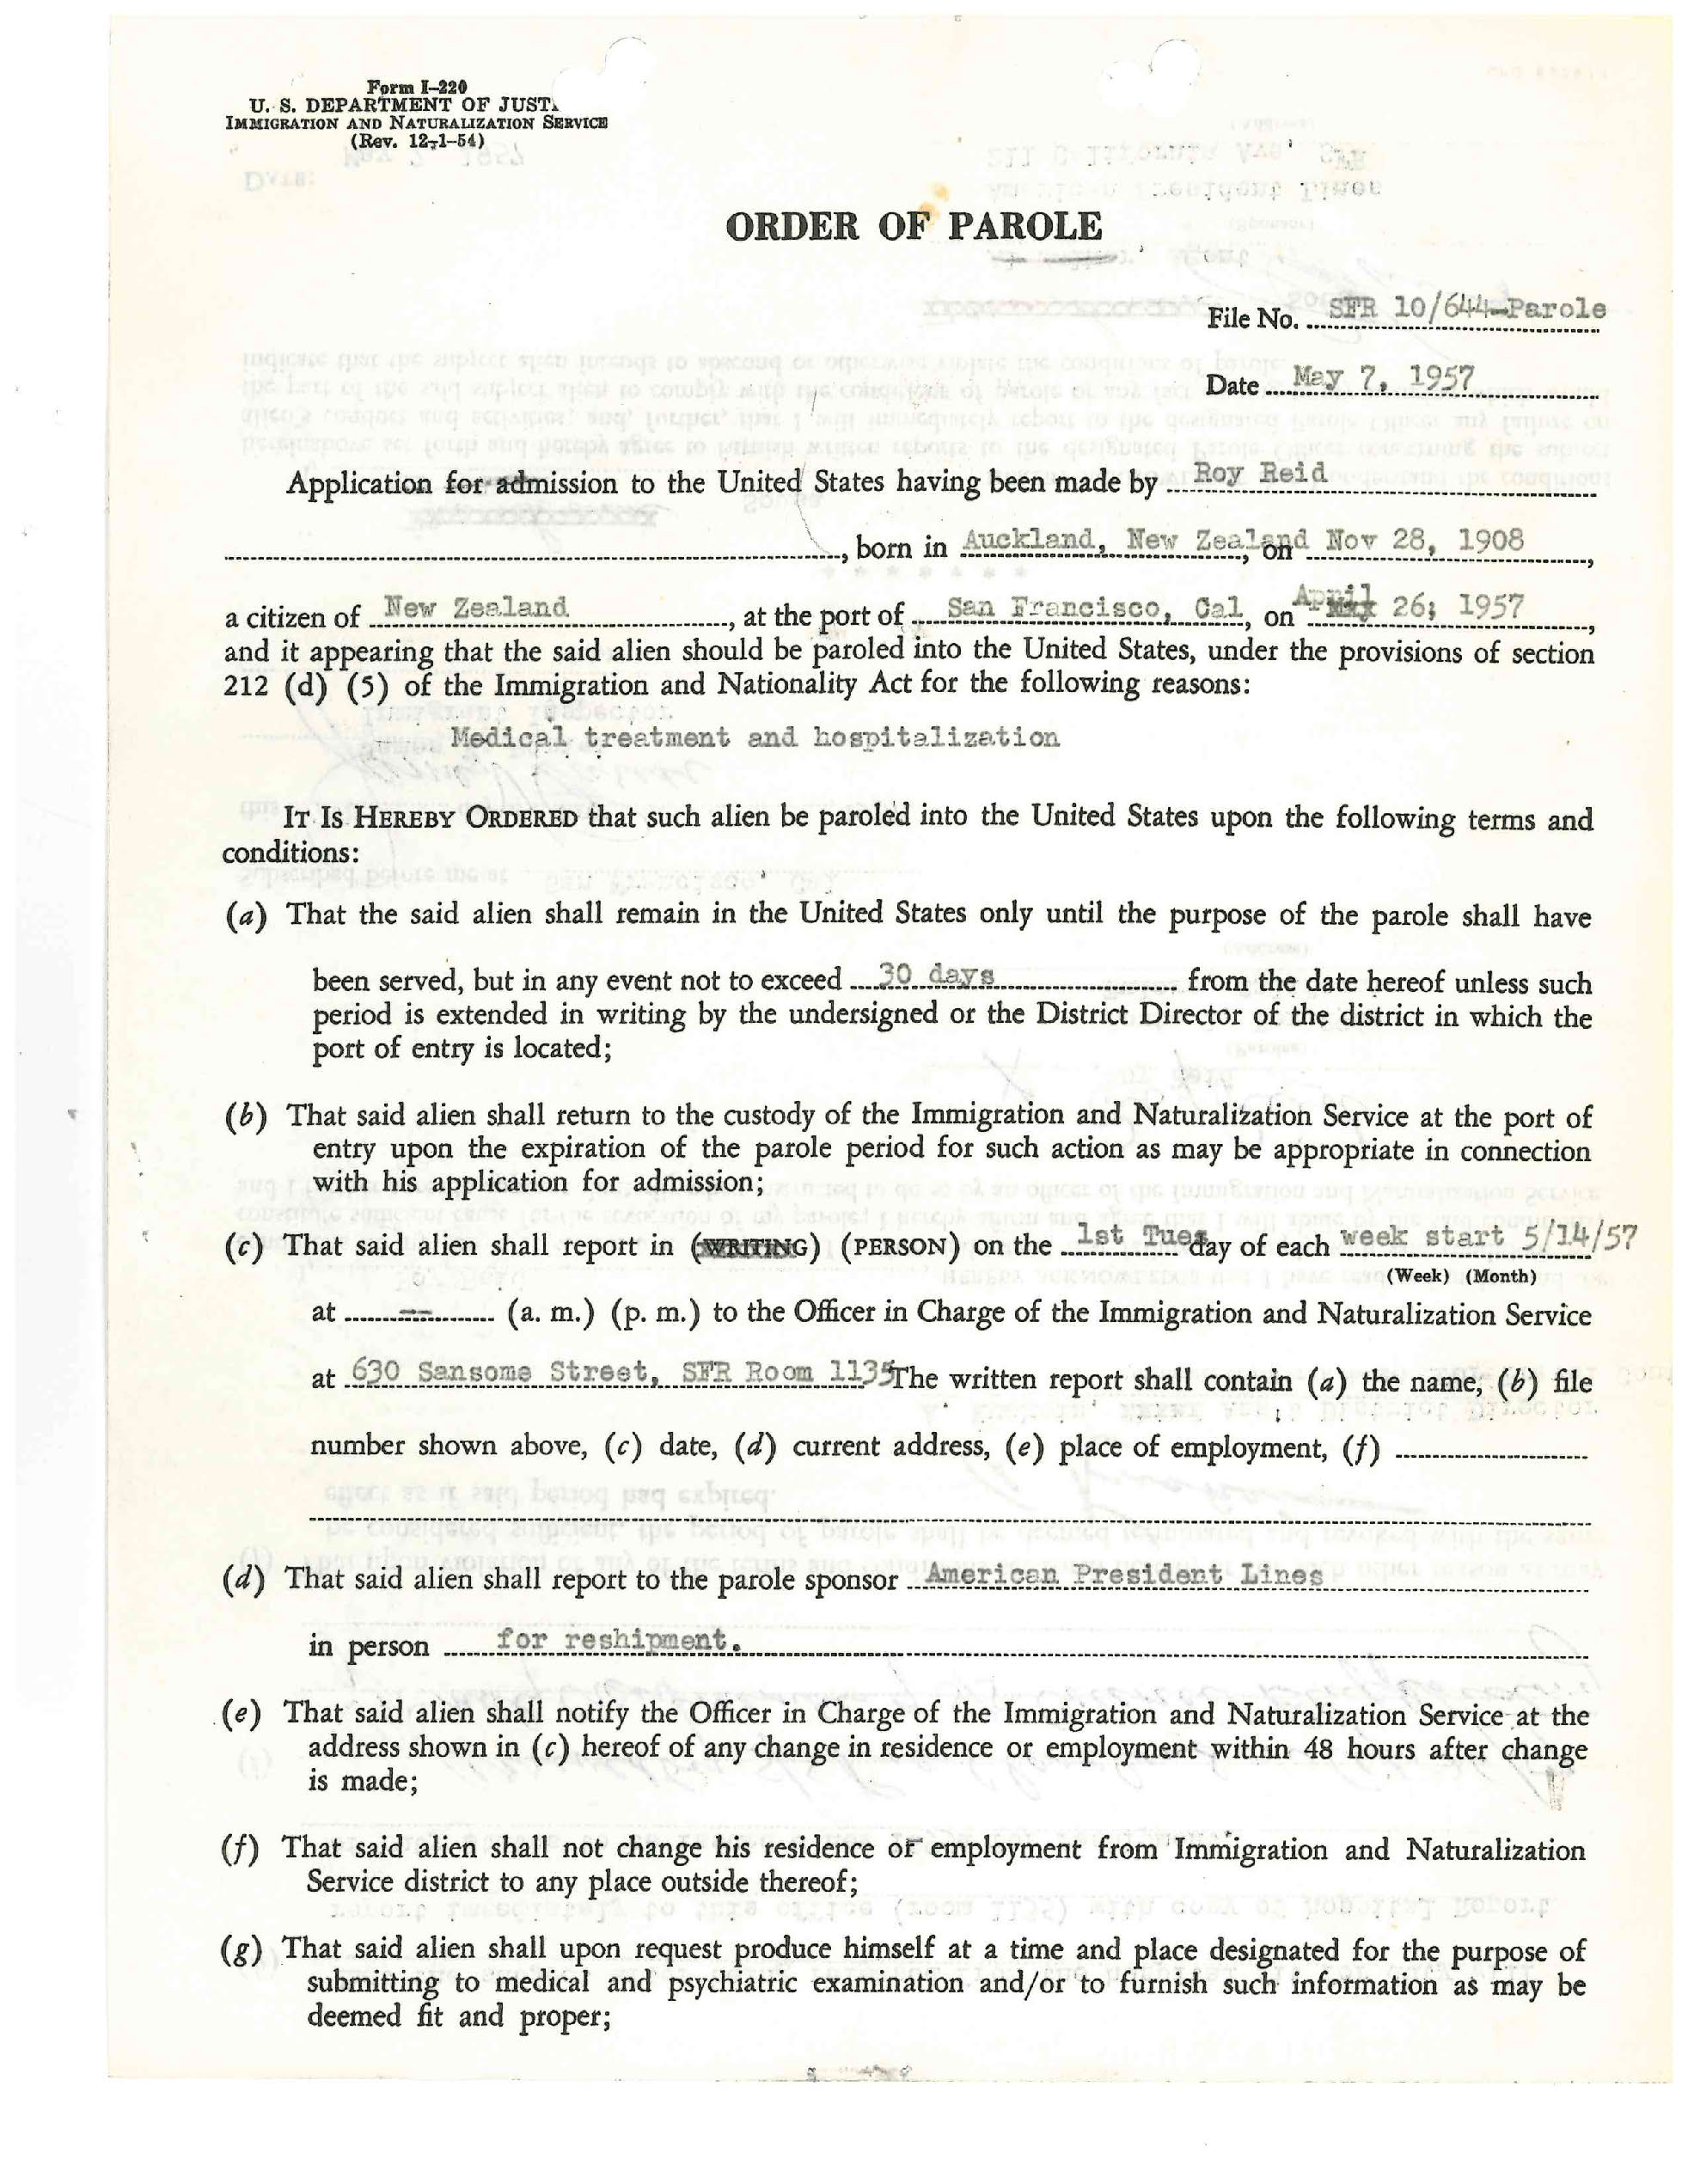 Form I-220
U. S. DEPARTMENT OF JUST
IMMIGRATION AND NATURALIZATION SERVICE
(Rev. 12-1-54)
ORDER OF PAROLE
File No. SFR 10/644-Parole
Date May 7, 1957
Application for admission to the United States having been made by Roy Reid
, born in Auckland, New Zealand, on Nov 28, 1908,
a citizen of New Zealand, at the port of San Francisco, Cal, on April 26, 1957,
and it appearing that the said alien should be paroled into the United States, under the provisions of section
212 (d) (5) of the Immigration and Nationality Act for the following reasons:
Medical treatment and hospitalization
IT IS HEREBY ORDERED that such alien be paroled into the United States upon the following terms and
conditions:
(a) That the said alien shall remain in the United States only until the purpose of the parole shall have
been served, but in any event not to exceed 30 days from the date hereof unless such
period is extended in writing by the undersigned or the District Director of the district in which the
port of entry is located;
(b) That said alien shall return to the custody of the Immigration and Naturalization Service at the port of
entry upon the expiration of the parole period for such action as may be appropriate in connection
with his application for admission;
(c) That said alien shall report in (WRITING) (PERSON) on the 1st Tuesday of each week start 5/14/57
(Week) (Month)
at -- (a. m.) (p. m.) to the Officer in Charge of the Immigration and Naturalization Service
at 630 Sansome Street, SFR Room 1135 The written report shall contain (a) the name, (b) file
number shown above, (c) date, (d) current address, (e) place of employment, (f)
(d) That said alien shall report to the parole sponsor American President Lines
in person for reshipment.
(e) That said alien shall notify the Officer in Charge of the Immigration and Naturalization Service at the
address shown in (c) hereof of any change in residence or employment within 48 hours after change
is made;
(f) That said alien shall not change his residence or employment from Immigration and Naturalization
Service district to any place outside thereof;
(g) That said alien shall upon request produce himself at a time and place designated for the purpose of
submitting to medical and psychiatric examination and/or to furnish such information as may be
deemed fit and proper;